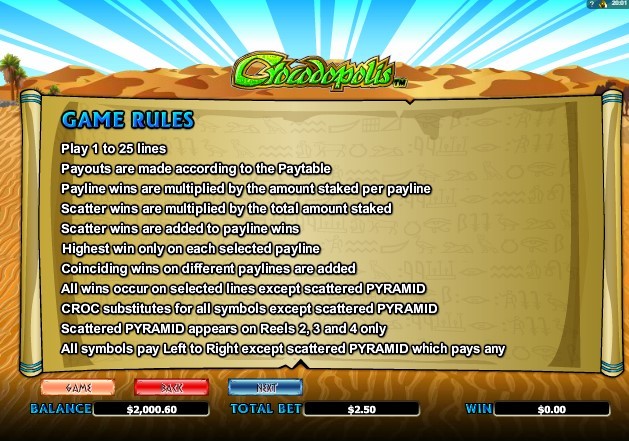 20:01
Crocodopolis™
GAME RULES
Play 1 to 25 lines
Payouts are made according to the Paytable
Payline wins are multiplied by the amount staked per payline
Scatter wins are multiplied by the total amount staked
Scatter wins are added to payline wins
Highest win only on each selected payline
Coinciding wins on different paylines are added
All wins occur on selected lines except scattered PYRAMID
CROC substitutes for all symbols except scattered PYRAMID
Scattered PYRAMID appears on Reels 2, 3 and 4 only
All symbols pay Left to Right except scattered PYRAMID which pays any
GAME BACK NEXT
BALANCE $2,000.60 TOTAL BET $2.50 WIN $0.00